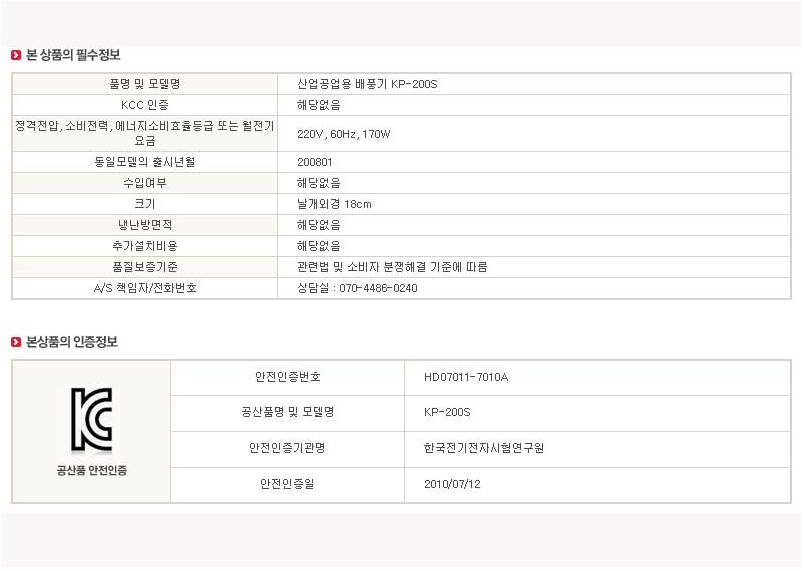 본 상품의 필수정보
품명 및 모델명 산업공업용 배풍기 KP-200S
KCC 인증 해당없음
정격전압, 소비전력, 에너지소비효율등급 또는 월전기
요금 220V, 60Hz, 170W
동일모델의 출시년월 200801
수입여부 해당없음
크기 날개외경 18cm
냉난방면적 해당없음
추가설치비용 해당없음
품질보증기준 관련법 및 소비자 분쟁해결 기준에 따름
A/S 책임자/전화번호 상담실 : 070-4486-0240
본상품의 인증정보
KC
공산품 안전인증
안전인증번호 HD07011-7010A
공산품명 및 모델명 KP-200S
안전인증기관명 한국전기전자시험연구원
안전인증일 2010/07/12